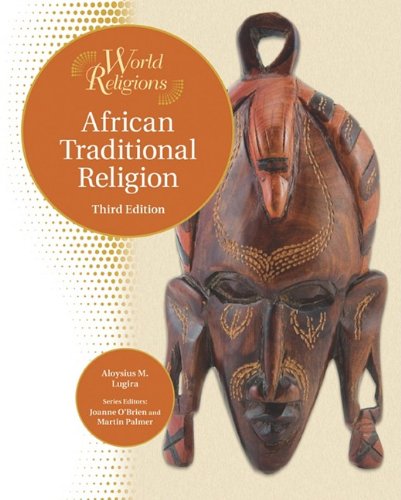 World
Religions
African
Traditional
Religion
Third Edition
Aloysius M.
Lugira
Series Editors:
Joanne O'Brien and
Martin Palmer